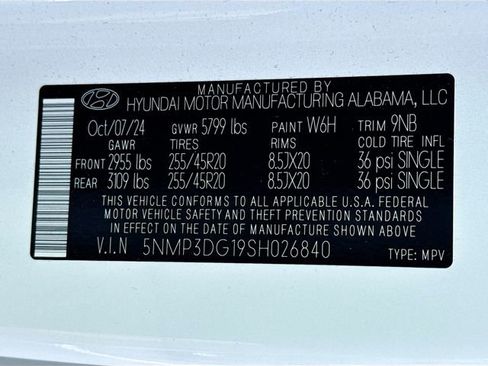 MANUFACTURED BY
HYUNDAI MOTOR MANUFACTURING ALABAMA, LLC
Oct/07/24 GVWR 5799 lbs PAINT W6H TRIM 9NB
GAWR TIRES RIMS COLD TIRE INFL
FRONT 2955 lbs 255/45R20 8.5JX20 36 psi SINGLE
REAR 3109 lbs 255/45R20 8.5JX20 36 psi SINGLE
THIS VEHICLE CONFORMS TO ALL APPLICABLE U.S.A. FEDERAL
MOTOR VEHICLE SAFETY AND THEFT PREVENTION STANDARDS
IN EFFECT ON THE DATE OF MANUFACTURE SHOWN ABOVE
V.I.N 5NMP3DG19SH026840 TYPE: MPV